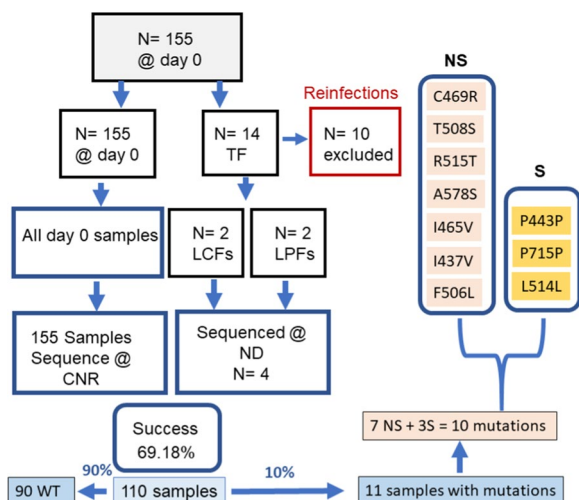 N= 155
@ day 0
Reinfections
N= 155
@ day 0
N= 14
TF
N= 10
excluded
All day 0 samples
N= 2
LCFs
N= 2
LPFs
155 Samples
Sequence @
CNR
Sequenced @
ND
N= 4
NS
C469R
T508S
R515T
A578S
I465V
I437V
F506L
S
P443P
P715P
L514L
7 NS + 3S = 10 mutations
Success
69.18%
90 WT
90%
110 samples
10%
11 samples with mutations